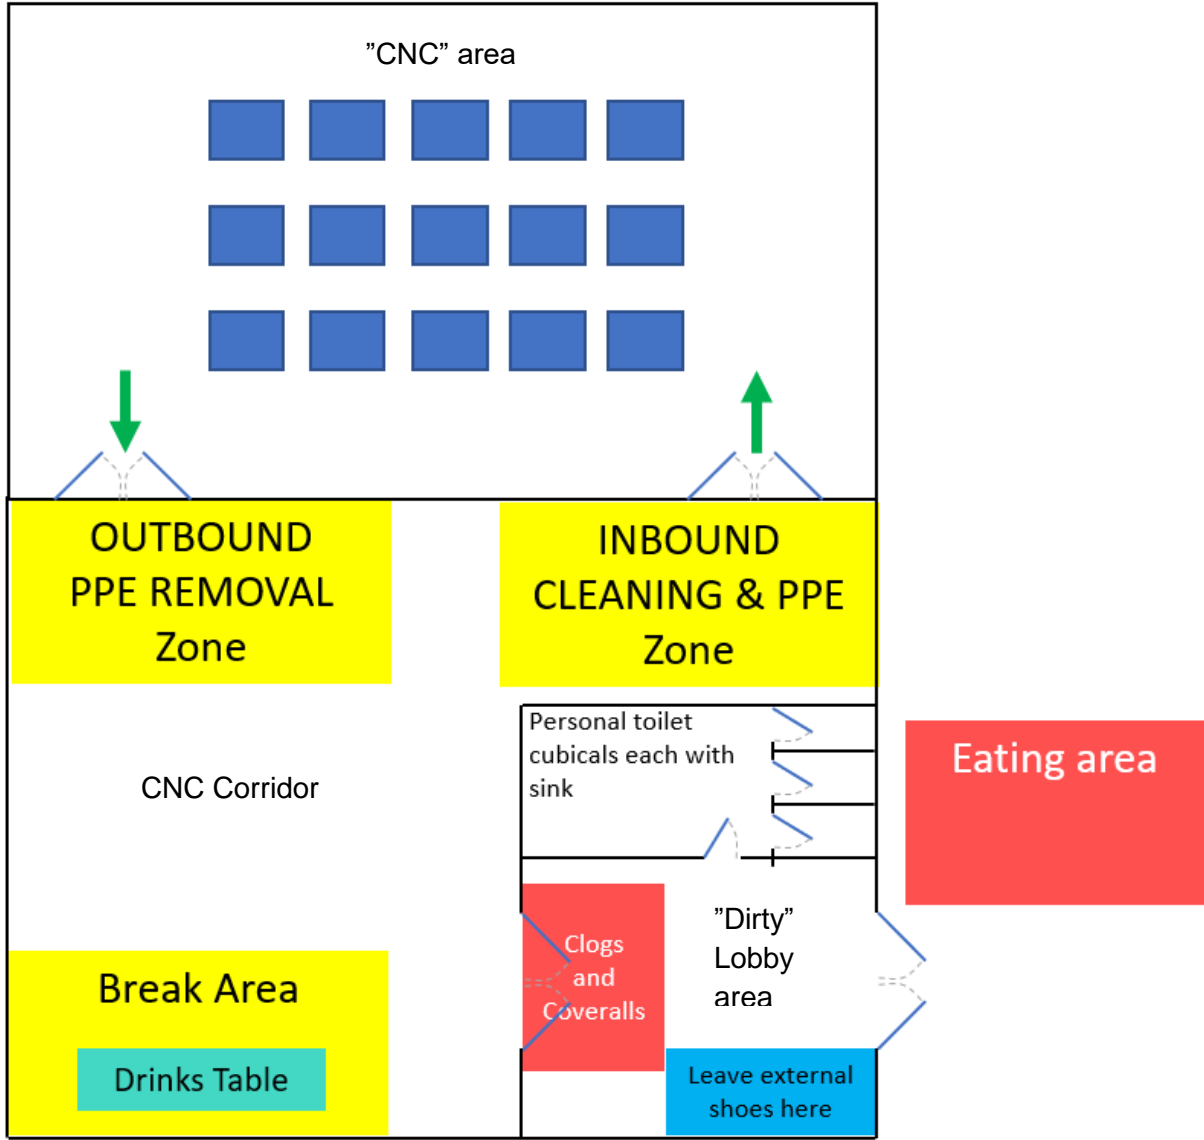 ”CNC” area
OUTBOUND
PPE REMOVAL
Zone
INBOUND
CLEANING & PPE
Zone
Personal toilet
cubicals each with
sink
Eating area
CNC Corridor
”Dirty”
Lobby
area
Clogs
and
Coveralls
Break Area
Drinks Table
Leave external
shoes here